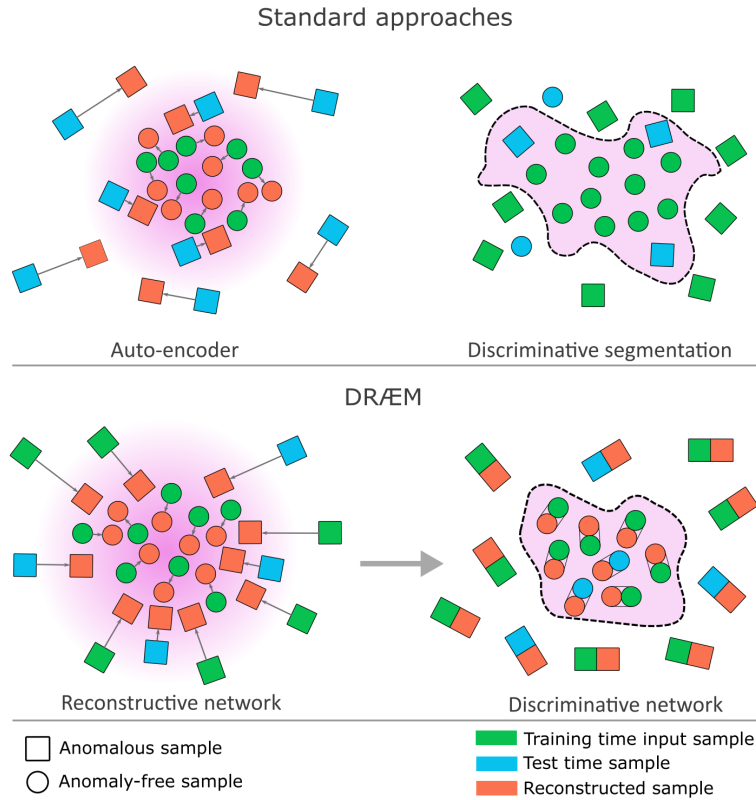 Standard approaches
Auto-encoder
Discriminative segmentation
DRÆM
Reconstructive network
Discriminative network
Anomalous sample
Anomaly-free sample
Training time input sample
Test time sample
Reconstructed sample